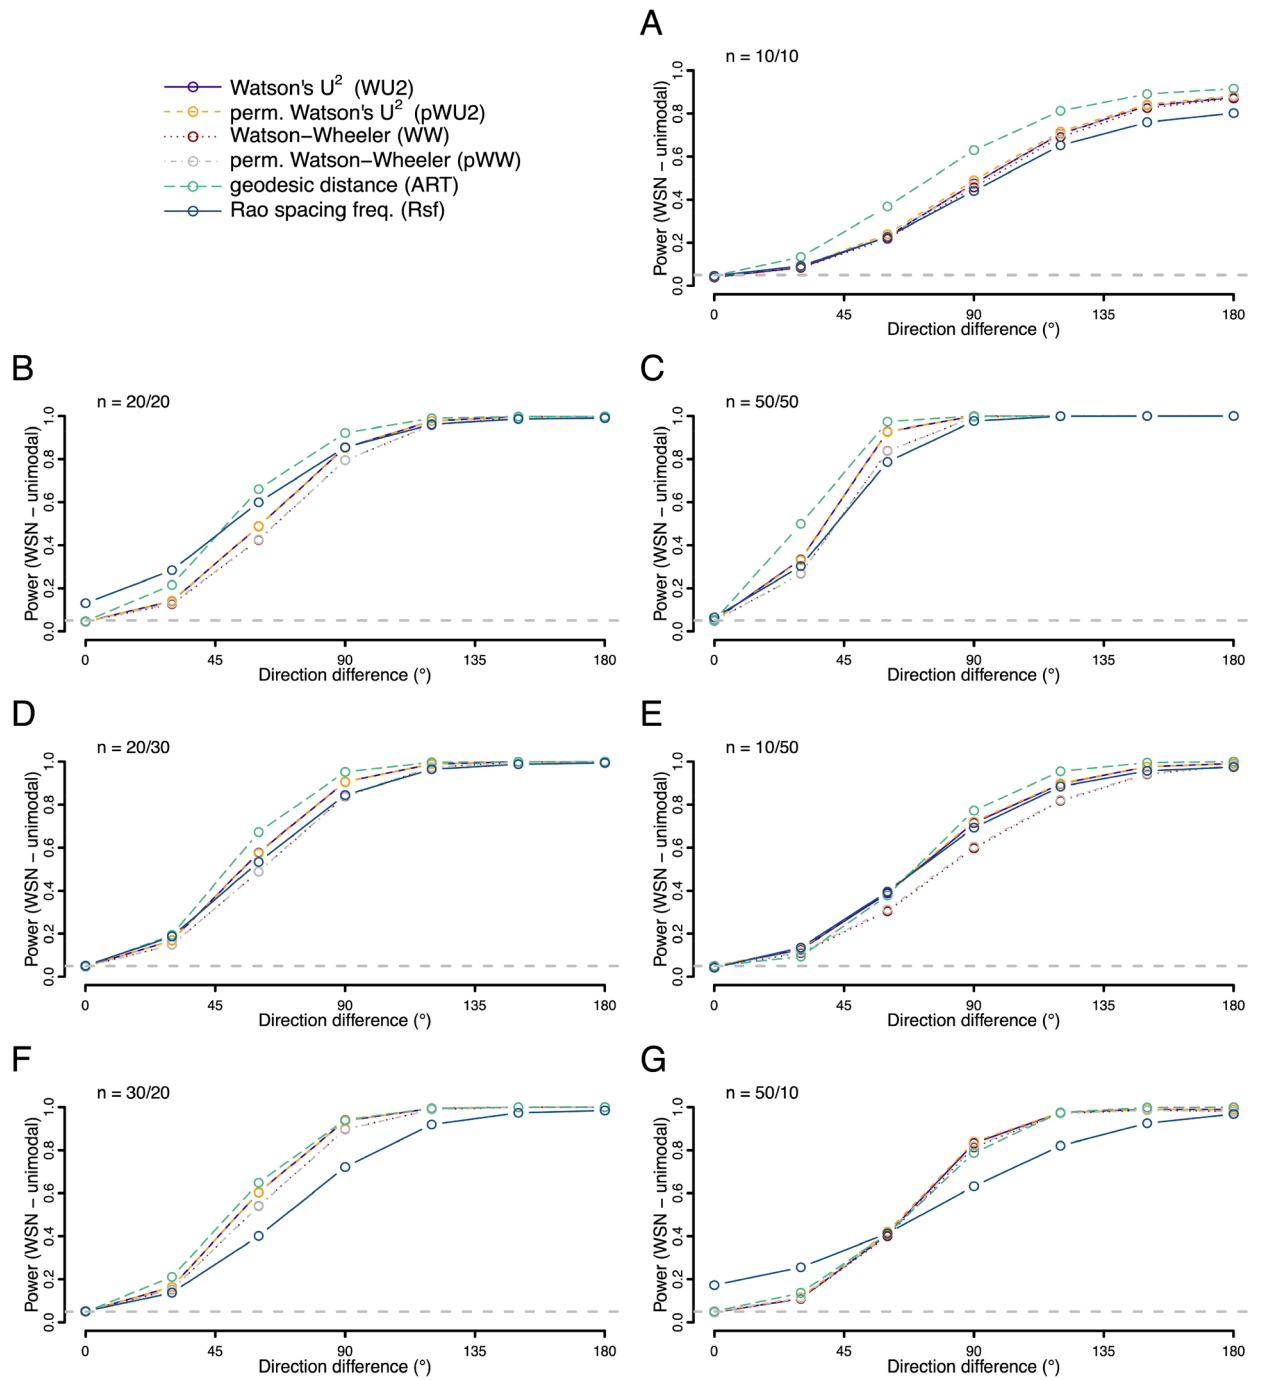 A
n = 10/10
Watson's U² (WU2)
perm. Watson's U² (pWU2)
Watson−Wheeler (WW)
perm. Watson−Wheeler (pWW)
geodesic distance (ART)
Rao spacing freq. (Rsf)
Power (WSN − unimodal)
1.0
0.8
0.6
0.4
0.2
0.0
0 45 90 135 180
Direction difference (°)
B
n = 20/20
Power (WSN − unimodal)
1.0
0.8
0.6
0.4
0.2
0.0
0 45 90 135 180
Direction difference (°)
C
n = 50/50
Power (WSN − unimodal)
1.0
0.8
0.6
0.4
0.2
0.0
0 45 90 135 180
Direction difference (°)
D
n = 20/30
Power (WSN − unimodal)
1.0
0.8
0.6
0.4
0.2
0.0
0 45 90 135 180
Direction difference (°)
E
n = 10/50
Power (WSN − unimodal)
1.0
0.8
0.6
0.4
0.2
0.0
0 45 90 135 180
Direction difference (°)
F
n = 30/20
Power (WSN − unimodal)
1.0
0.8
0.6
0.4
0.2
0.0
0 45 90 135 180
Direction difference (°)
G
n = 50/10
Power (WSN − unimodal)
1.0
0.8
0.6
0.4
0.2
0.0
0 45 90 135 180
Direction difference (°)